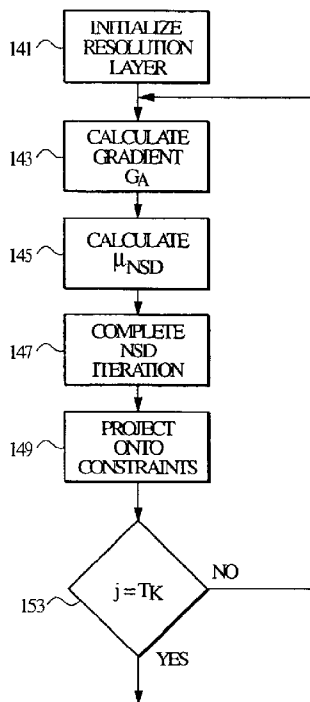 INITIALIZE
RESOLUTION
LAYER
141
CALCULATE
GRADIENT
GA
143
CALCULATE
μNSD
145
COMPLETE
NSD
ITERATION
147
PROJECT
ONTO
CONSTRAINTS
149
j = TK
NO
153
YES